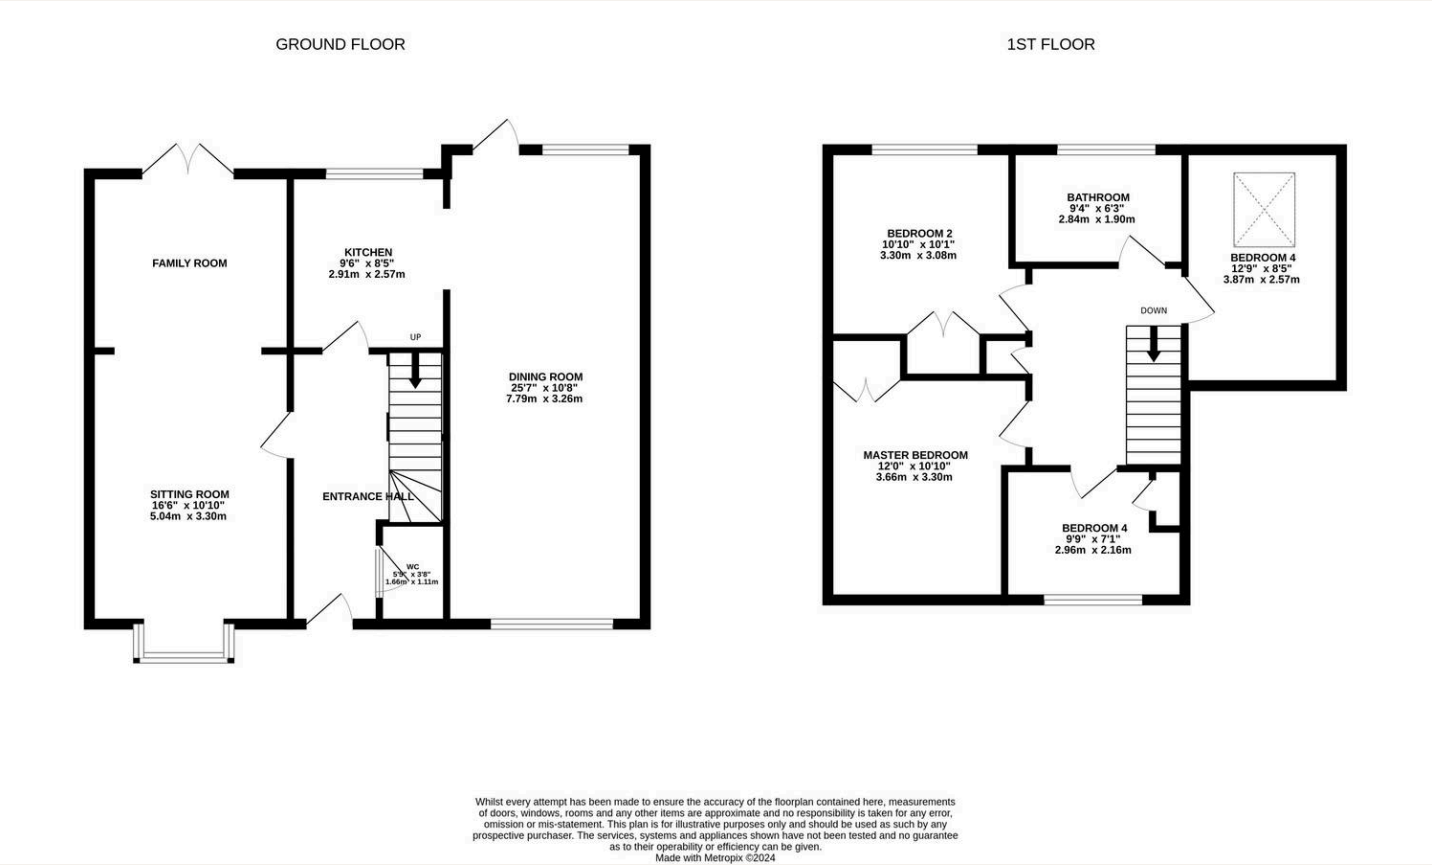 GROUND FLOOR
1ST FLOOR
FAMILY ROOM
KITCHEN
9'6" x 8'5"
2.91m x 2.57m
UP
DINING ROOM
25'7" x 10'8"
7.79m x 3.26m
SITTING ROOM
16'6" x 10'10"
5.04m x 3.30m
ENTRANCE HALL
WC
5'5" x 3'8"
1.66m x 1.11m
BEDROOM 2
10'10" x 10'1"
3.30m x 3.08m
BATHROOM
9'4" x 6'3"
2.84m x 1.90m
BEDROOM 4
12'9" x 8'5"
3.87m x 2.57m
DOWN
MASTER BEDROOM
12'0" x 10'10"
3.66m x 3.30m
BEDROOM 4
9'9" x 7'1"
2.96m x 2.16m
Whilst every attempt has been made to ensure the accuracy of the floorplan contained here, measurements
of doors, windows, rooms and any other items are approximate and no responsibility is taken for any error,
omission or mis-statement. This plan is for illustrative purposes only and should be used as such by any
prospective purchaser. The services, systems and appliances shown have not been tested and no guarantee
as to their operability or efficiency can be given.
Made with Metropix ©2024